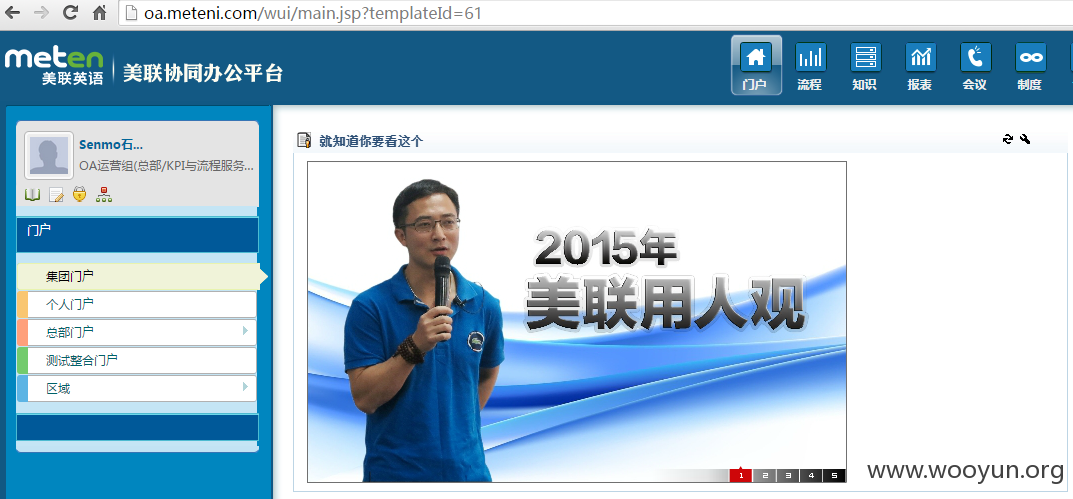 oa.meteni.com/wui/main.jsp?templateId=61
meten
美联英语
美联协同办公平台
门户
流程
知识
报表
会议
制度
Senmo石...
OA运营组(总部/KPI与流程服务...
门户
集团门户
个人门户
总部门户
测试整合门户
区域
就知道你要看这个
2015年
美联用人观
1 2 3 4 5
www.wooyun.org